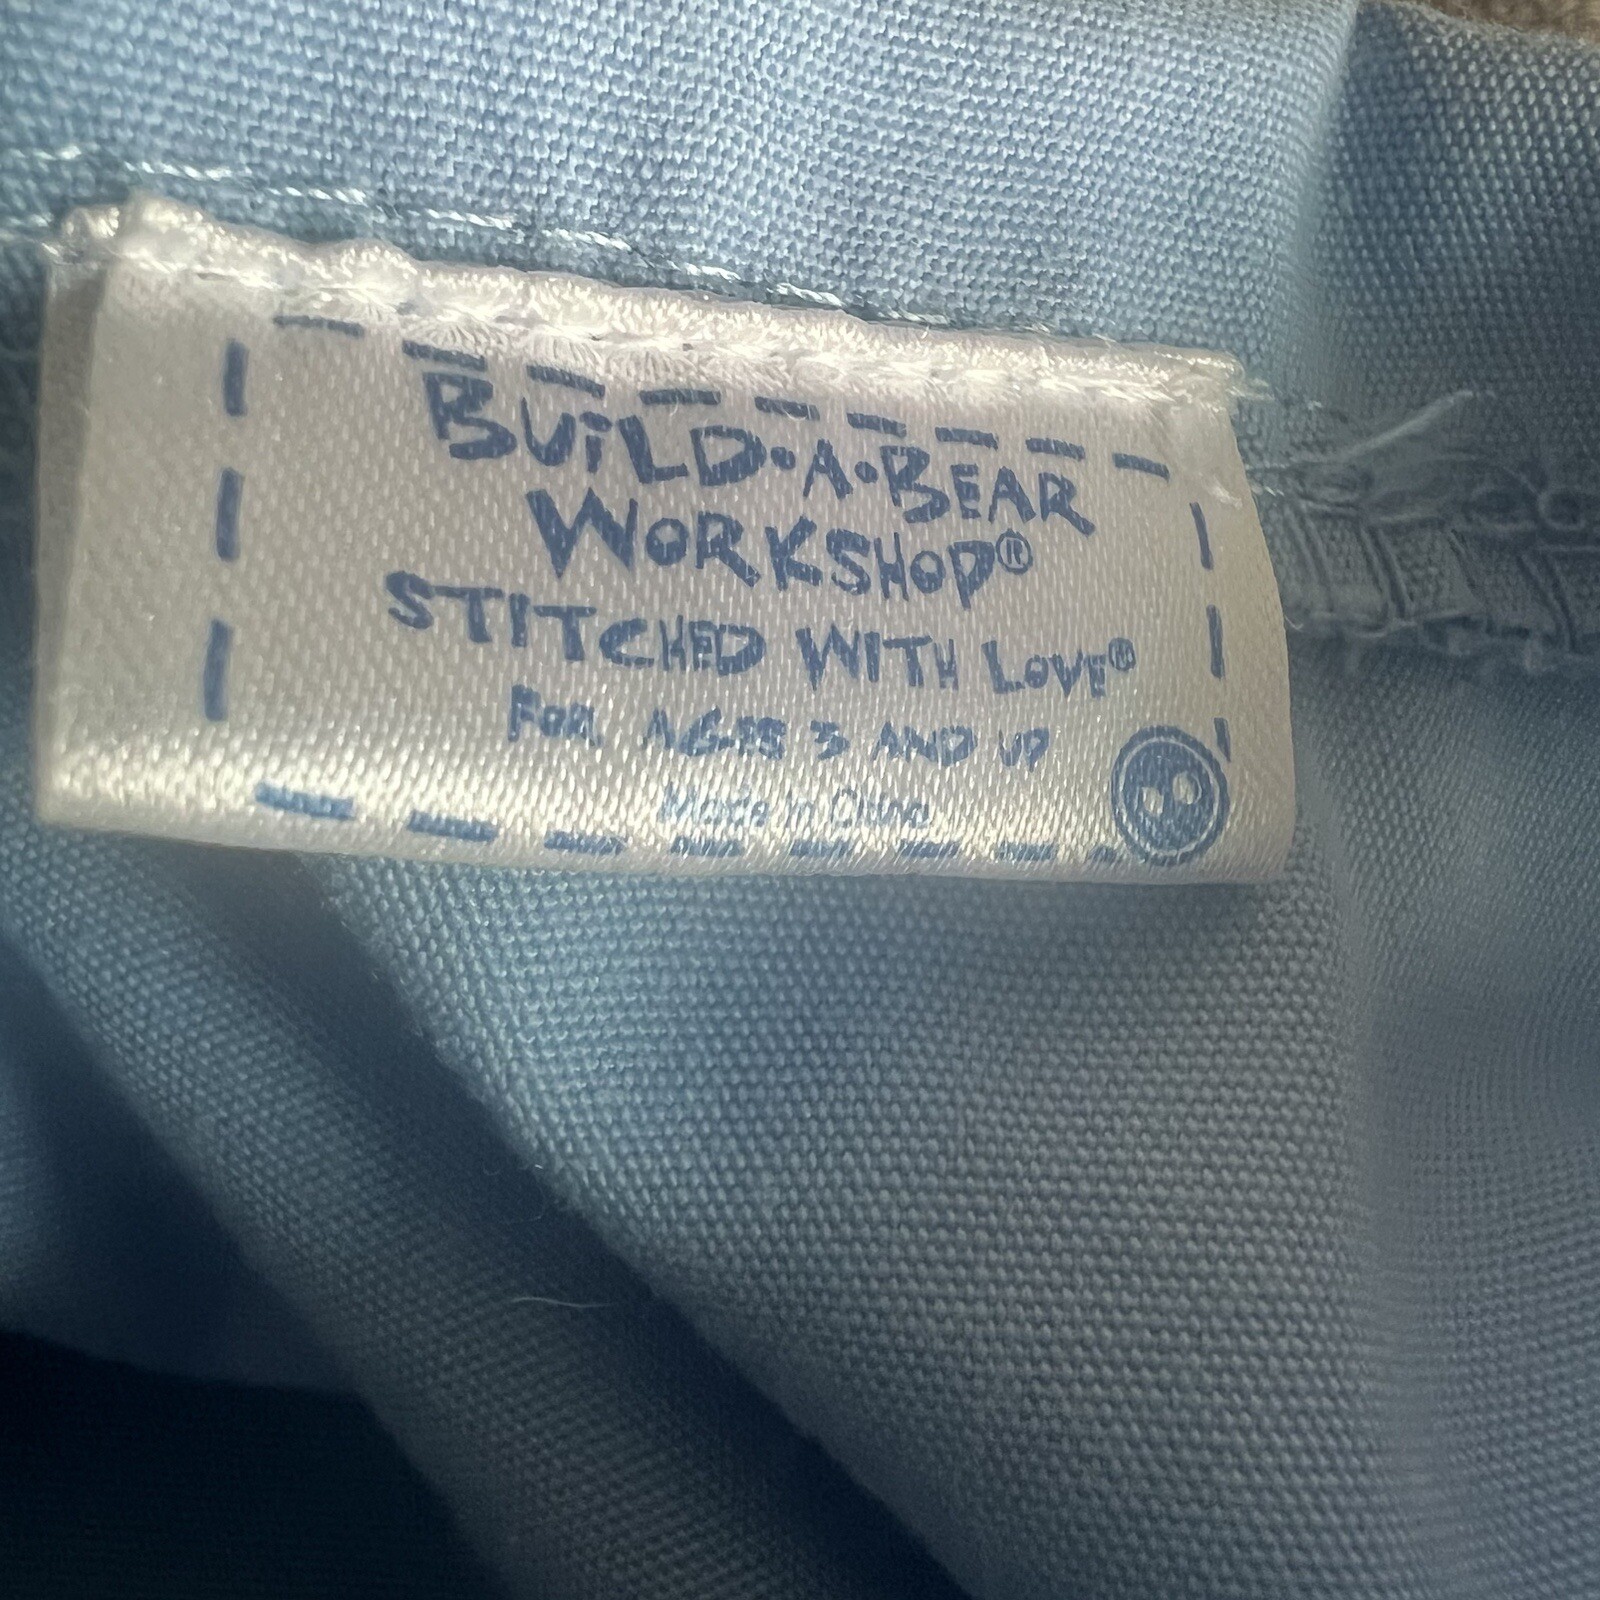 BUiLD•A•BEAR
WORKSHOP®
STITCHED WITH LOVE®
FOR AGES 3 AND UP
Made in China